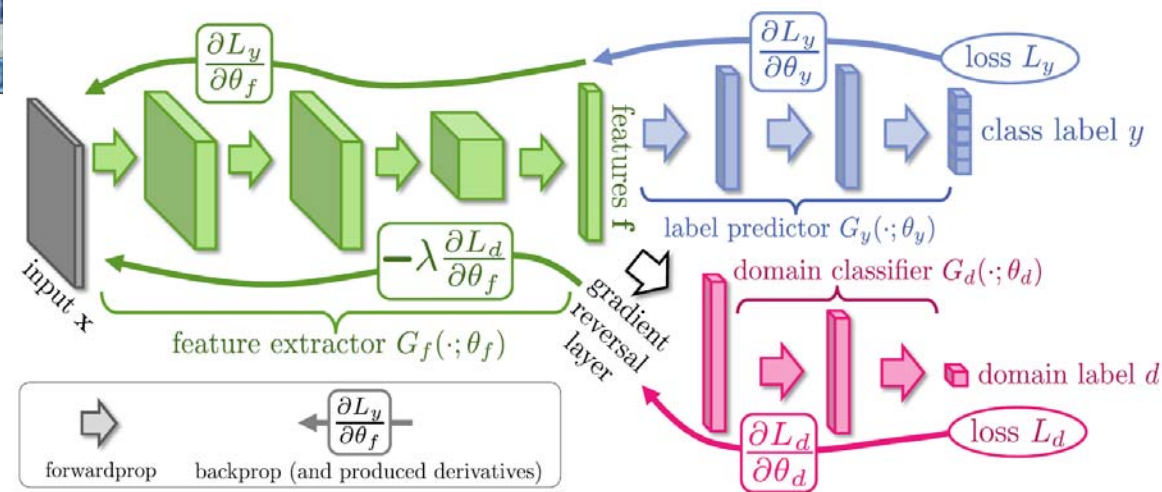 ∂L_y
∂θ_f
∂L_y
∂θ_y
loss L_y
features f
class label y
label predictor G_y(·; θ_y)
input x
−λ ∂L_d
∂θ_f
feature extractor G_f(·; θ_f)
gradient
reversal
layer
domain classifier G_d(·; θ_d)
domain label d
∂L_d
∂θ_d
loss L_d
∂L_y
∂θ_f
forwardprop
backprop (and produced derivatives)